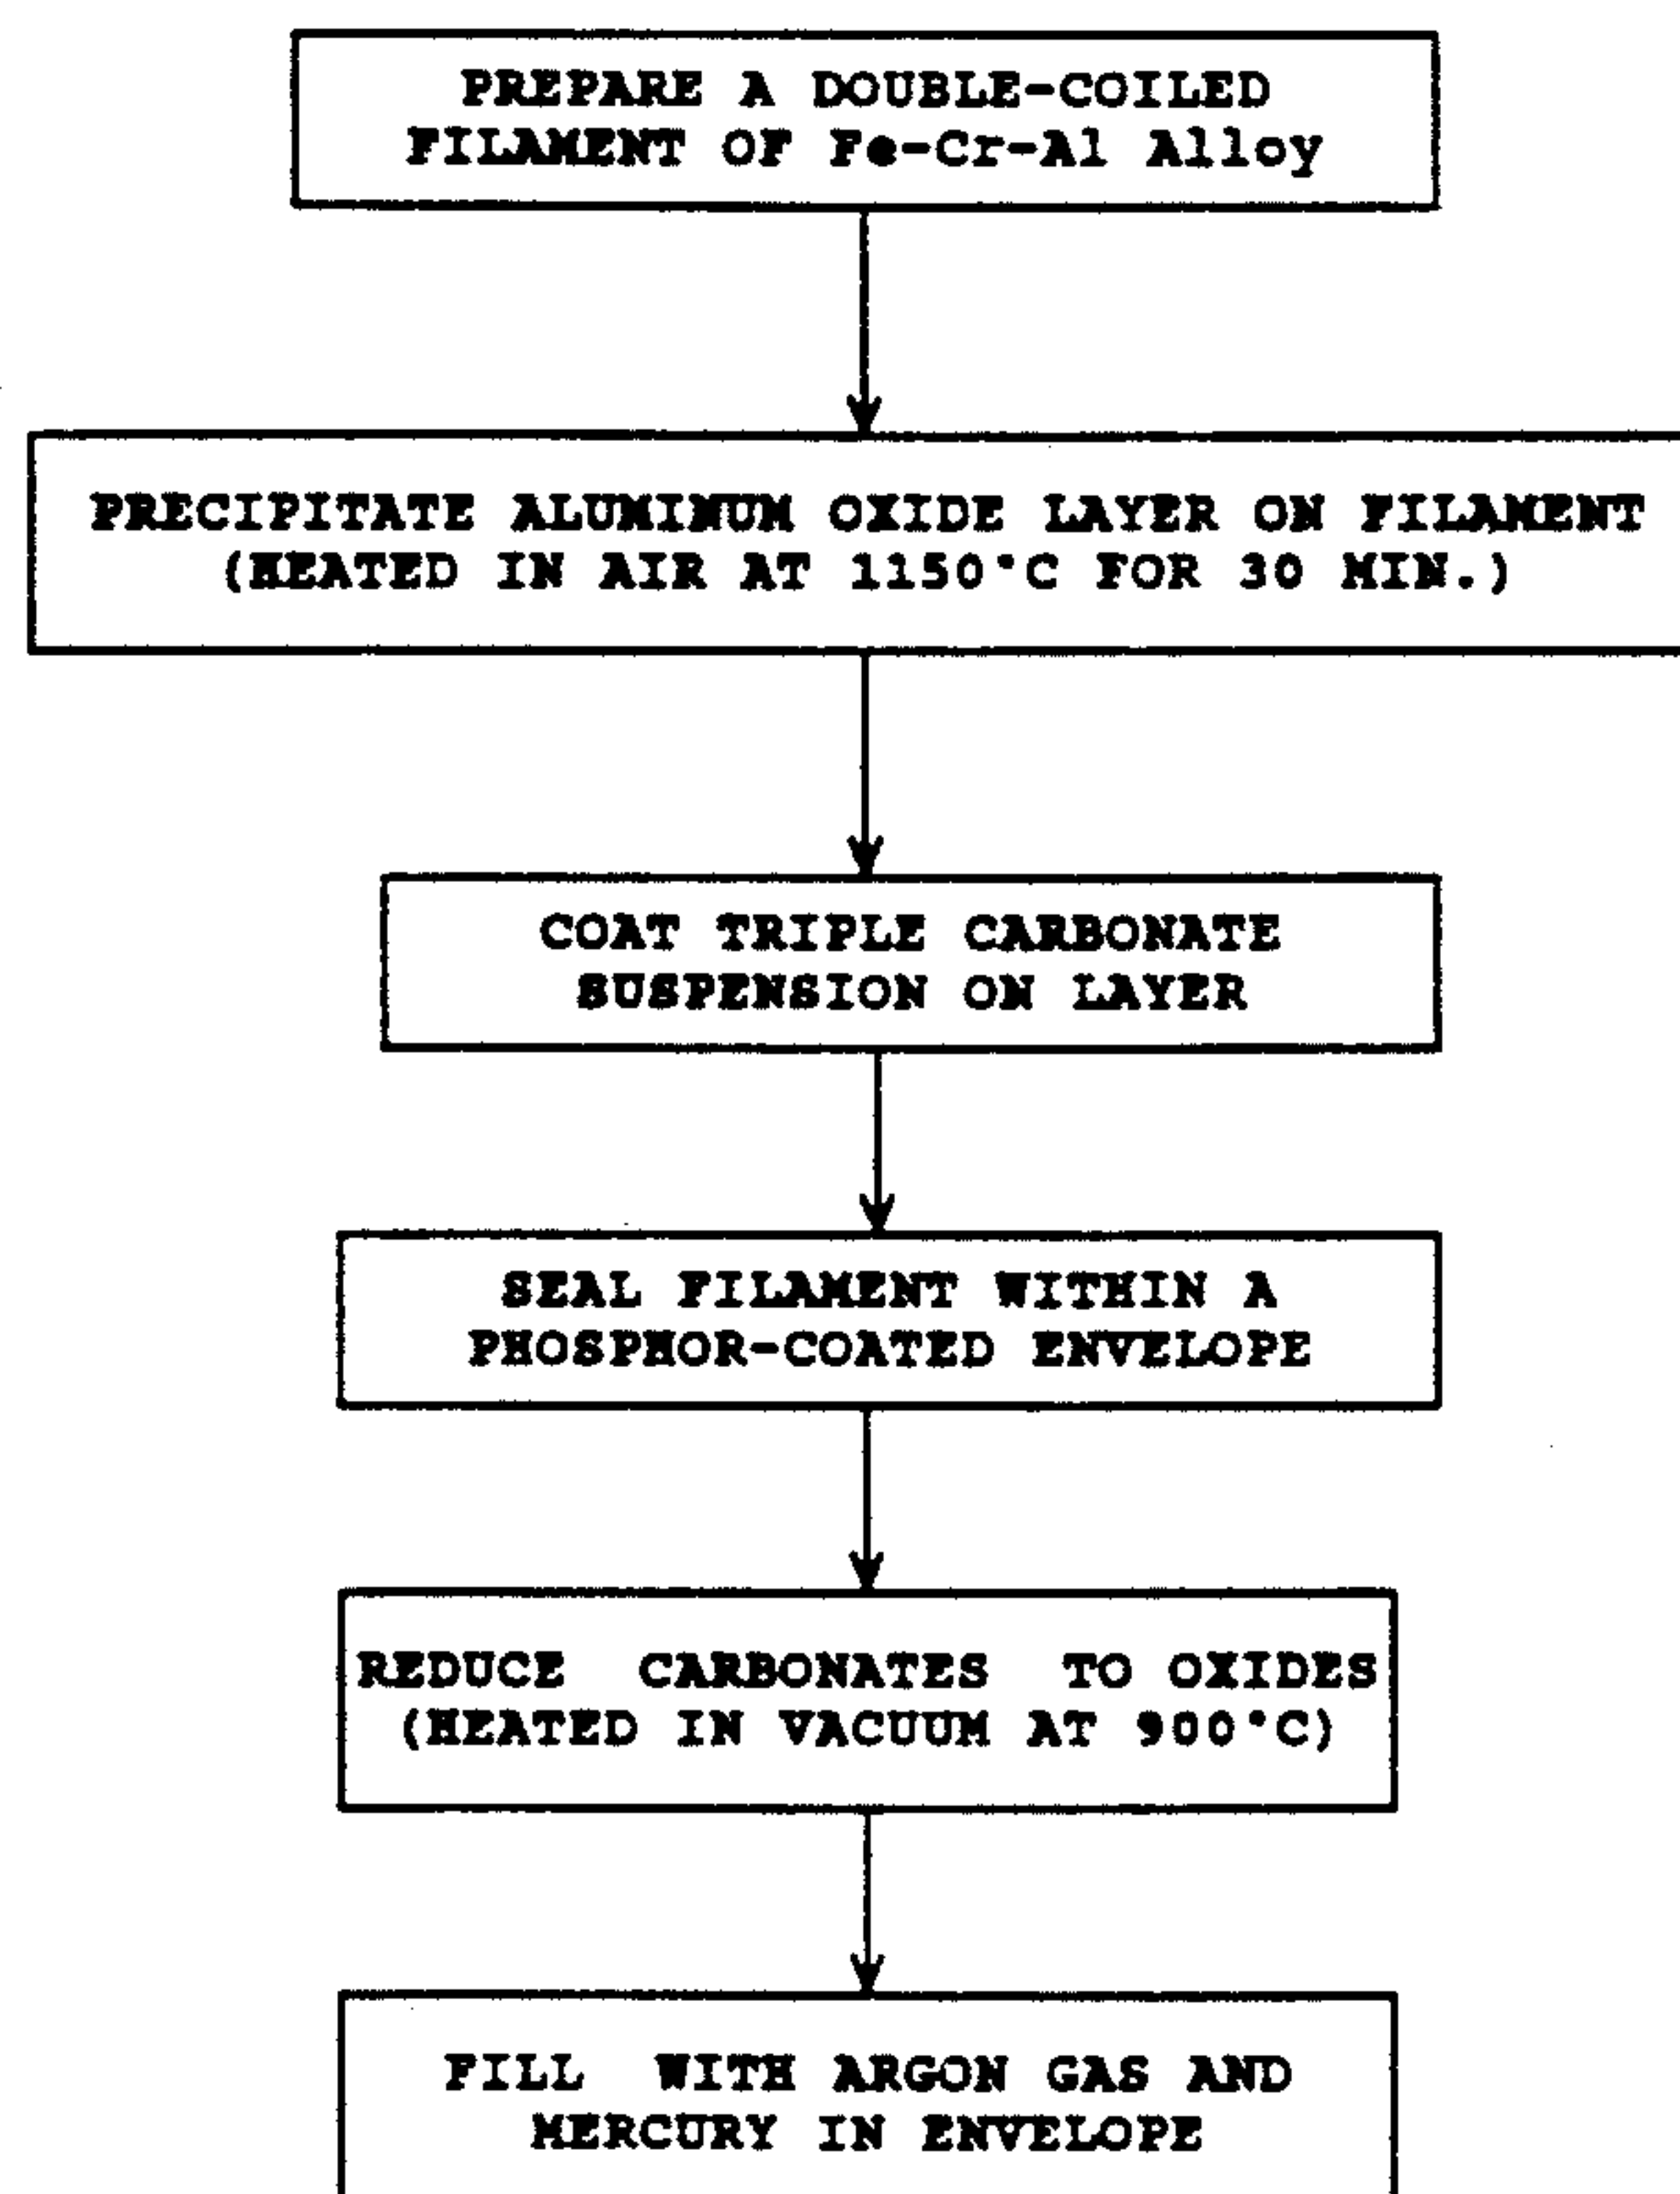 PREPARE A DOUBLE-COILED
FILAMENT OF Fe-Cr-Al Alloy
PRECIPITATE ALUMINUM OXIDE LAYER ON FILAMENT
(HEATED IN AIR AT 1150°C FOR 30 MIN.)
COAT TRIPLE CARBONATE
SUSPENSION ON LAYER
SEAL FILAMENT WITHIN A
PHOSPHOR-COATED ENVELOPE
REDUCE CARBONATES TO OXIDES
(HEATED IN VACUUM AT 900°C)
FILL WITH ARGON GAS AND
MERCURY IN ENVELOPE